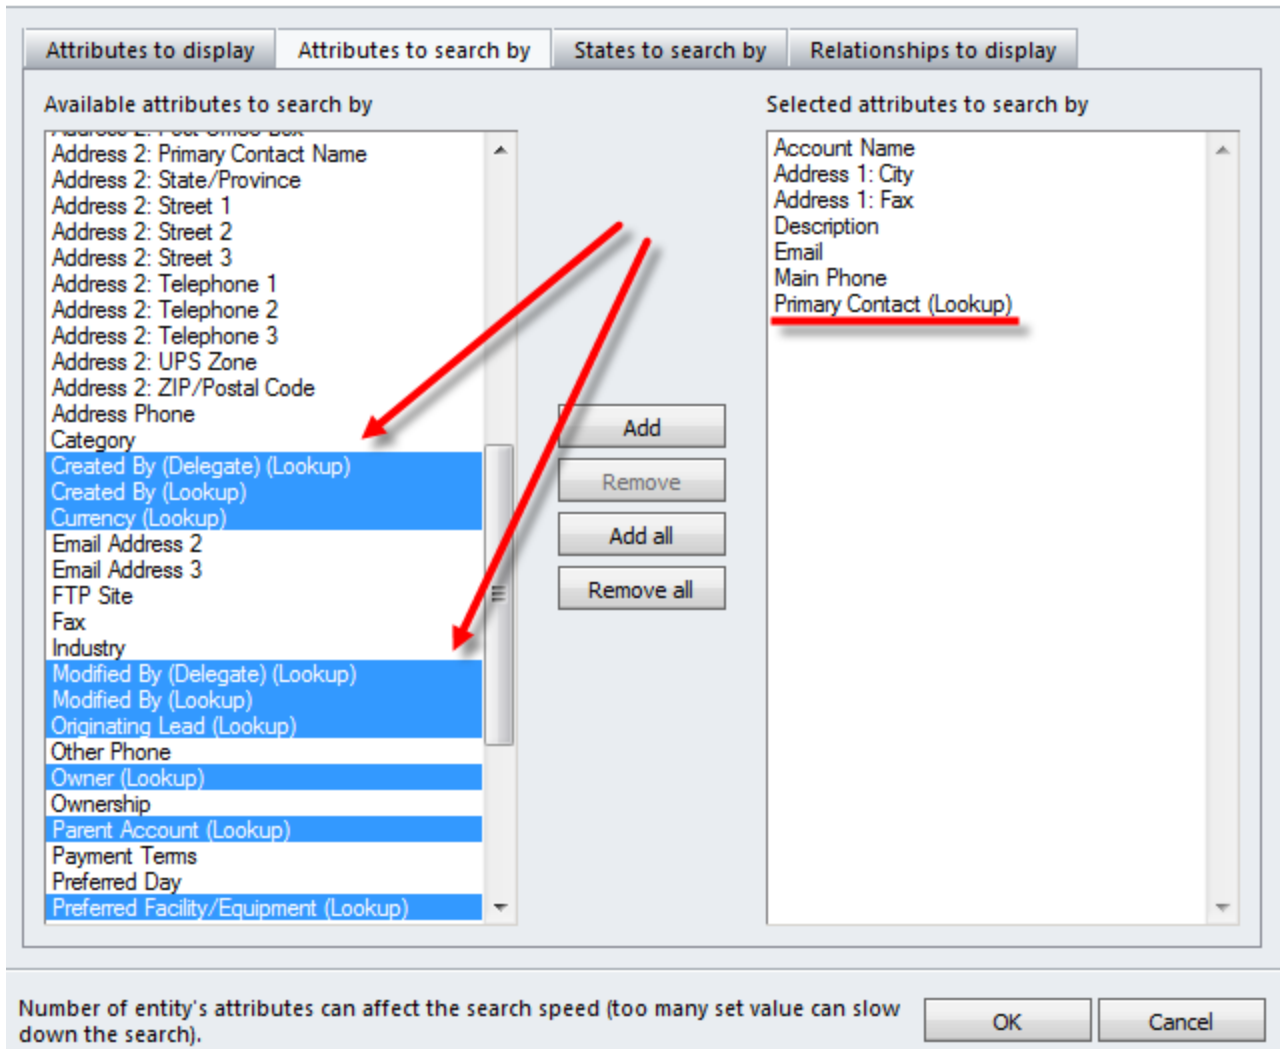 Attributes to display
Attributes to search by
States to search by
Relationships to display
Available attributes to search by
Address 2: Post Office Box
Address 2: Primary Contact Name
Address 2: State/Province
Address 2: Street 1
Address 2: Street 2
Address 2: Street 3
Address 2: Telephone 1
Address 2: Telephone 2
Address 2: Telephone 3
Address 2: UPS Zone
Address 2: ZIP/Postal Code
Address Phone
Category
Created By (Delegate) (Lookup)
Created By (Lookup)
Currency (Lookup)
Email Address 2
Email Address 3
FTP Site
Fax
Industry
Modified By (Delegate) (Lookup)
Modified By (Lookup)
Originating Lead (Lookup)
Other Phone
Owner (Lookup)
Ownership
Parent Account (Lookup)
Payment Terms
Preferred Day
Preferred Facility/Equipment (Lookup)
Add
Remove
Add all
Remove all
Selected attributes to search by
Account Name
Address 1: City
Address 1: Fax
Description
Email
Main Phone
Primary Contact (Lookup)
Number of entity's attributes can affect the search speed (too many set value can slow
down the search).
OK
Cancel